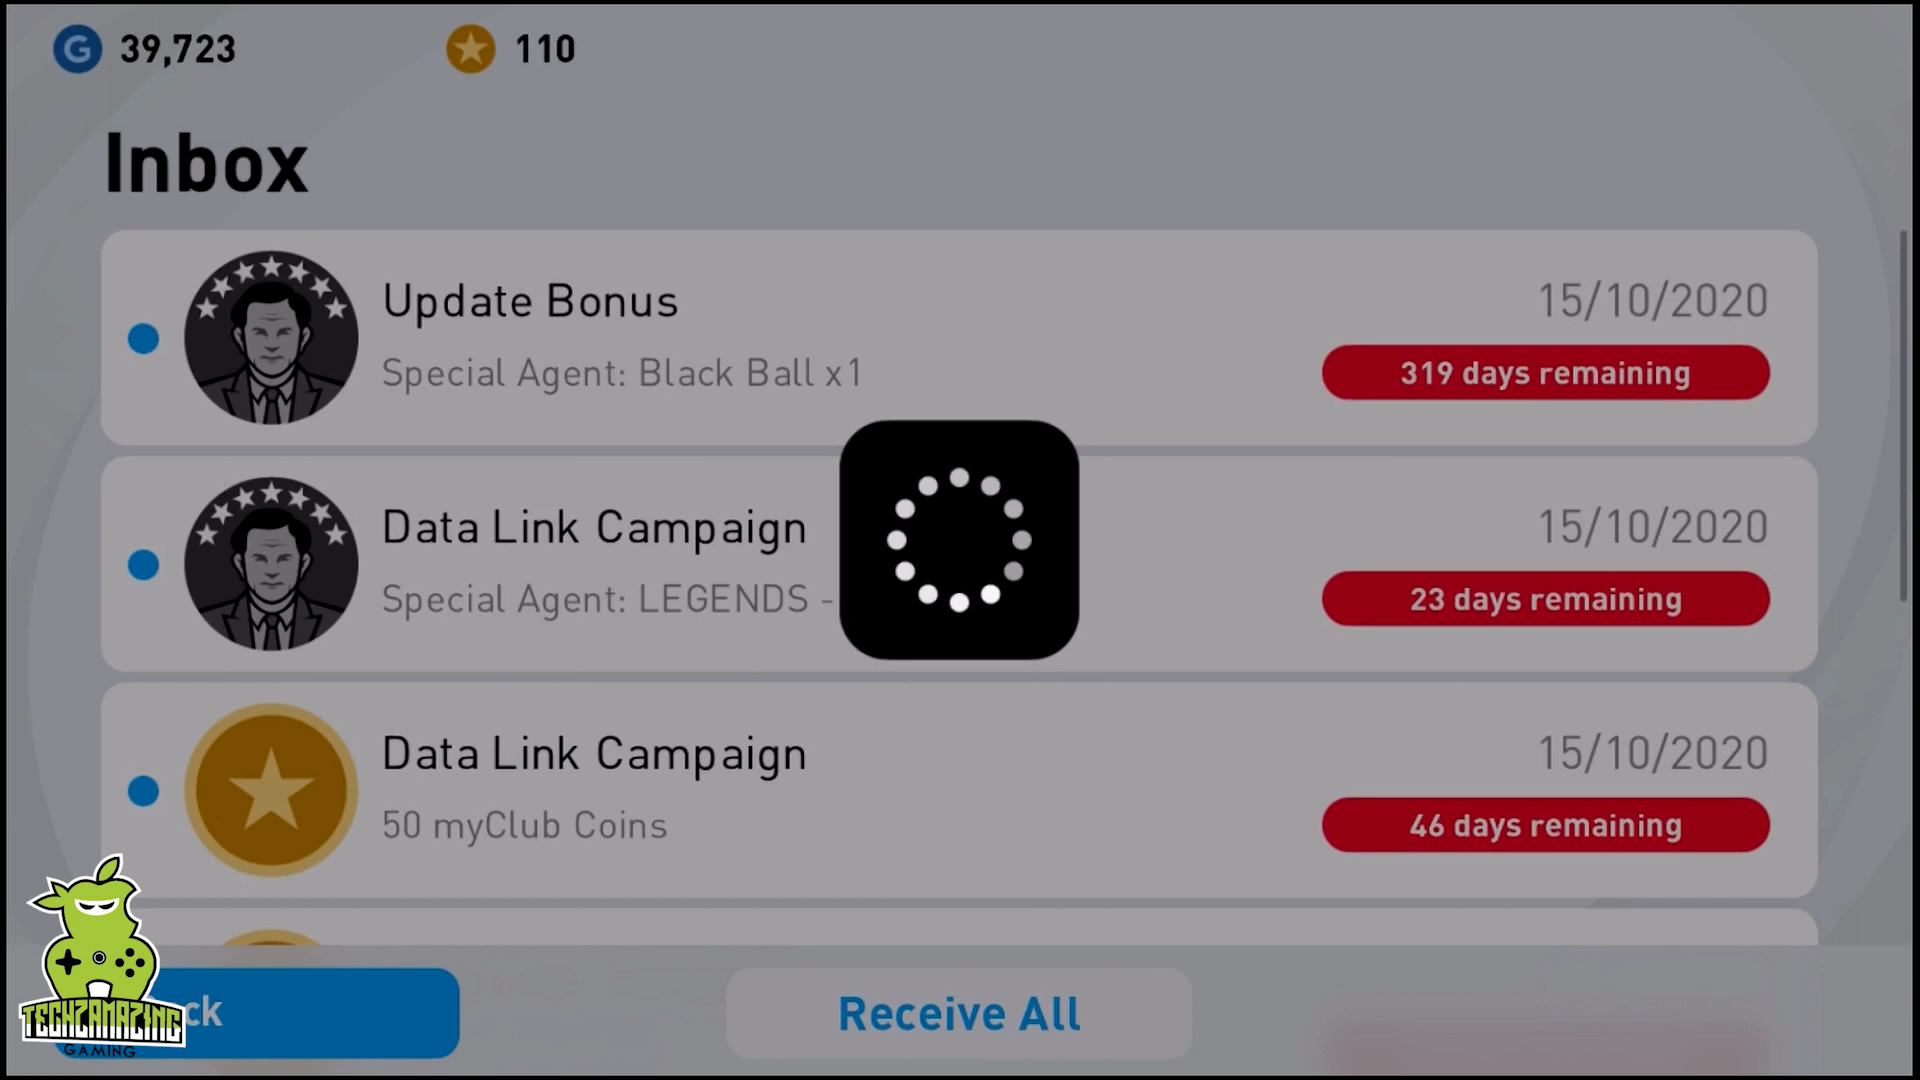 G 39,723
110
Inbox
Update Bonus
15/10/2020
Special Agent: Black Ball x1
319 days remaining
Data Link Campaign
15/10/2020
Special Agent: LEGENDS -
23 days remaining
Data Link Campaign
15/10/2020
50 myClub Coins
46 days remaining
ck
Receive All
TECHZAMAZING
GAMING